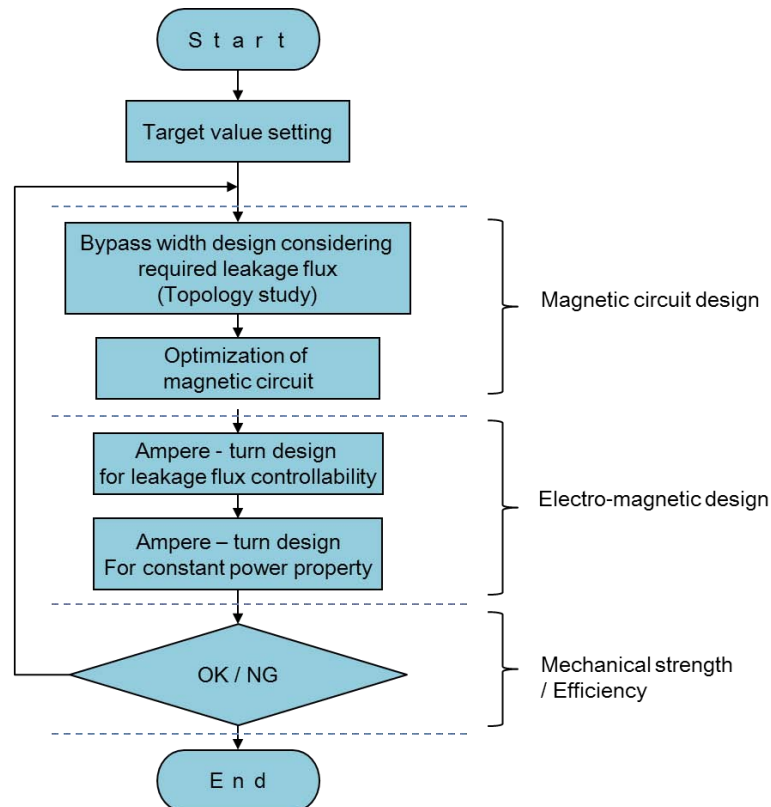 Start
Target value setting
Bypass width design considering
required leakage flux
(Topology study)
Optimization of
magnetic circuit
Magnetic circuit design
Ampere - turn design
for leakage flux controllability
Ampere – turn design
For constant power property
Electro-magnetic design
OK / NG
Mechanical strength
/ Efficiency
End